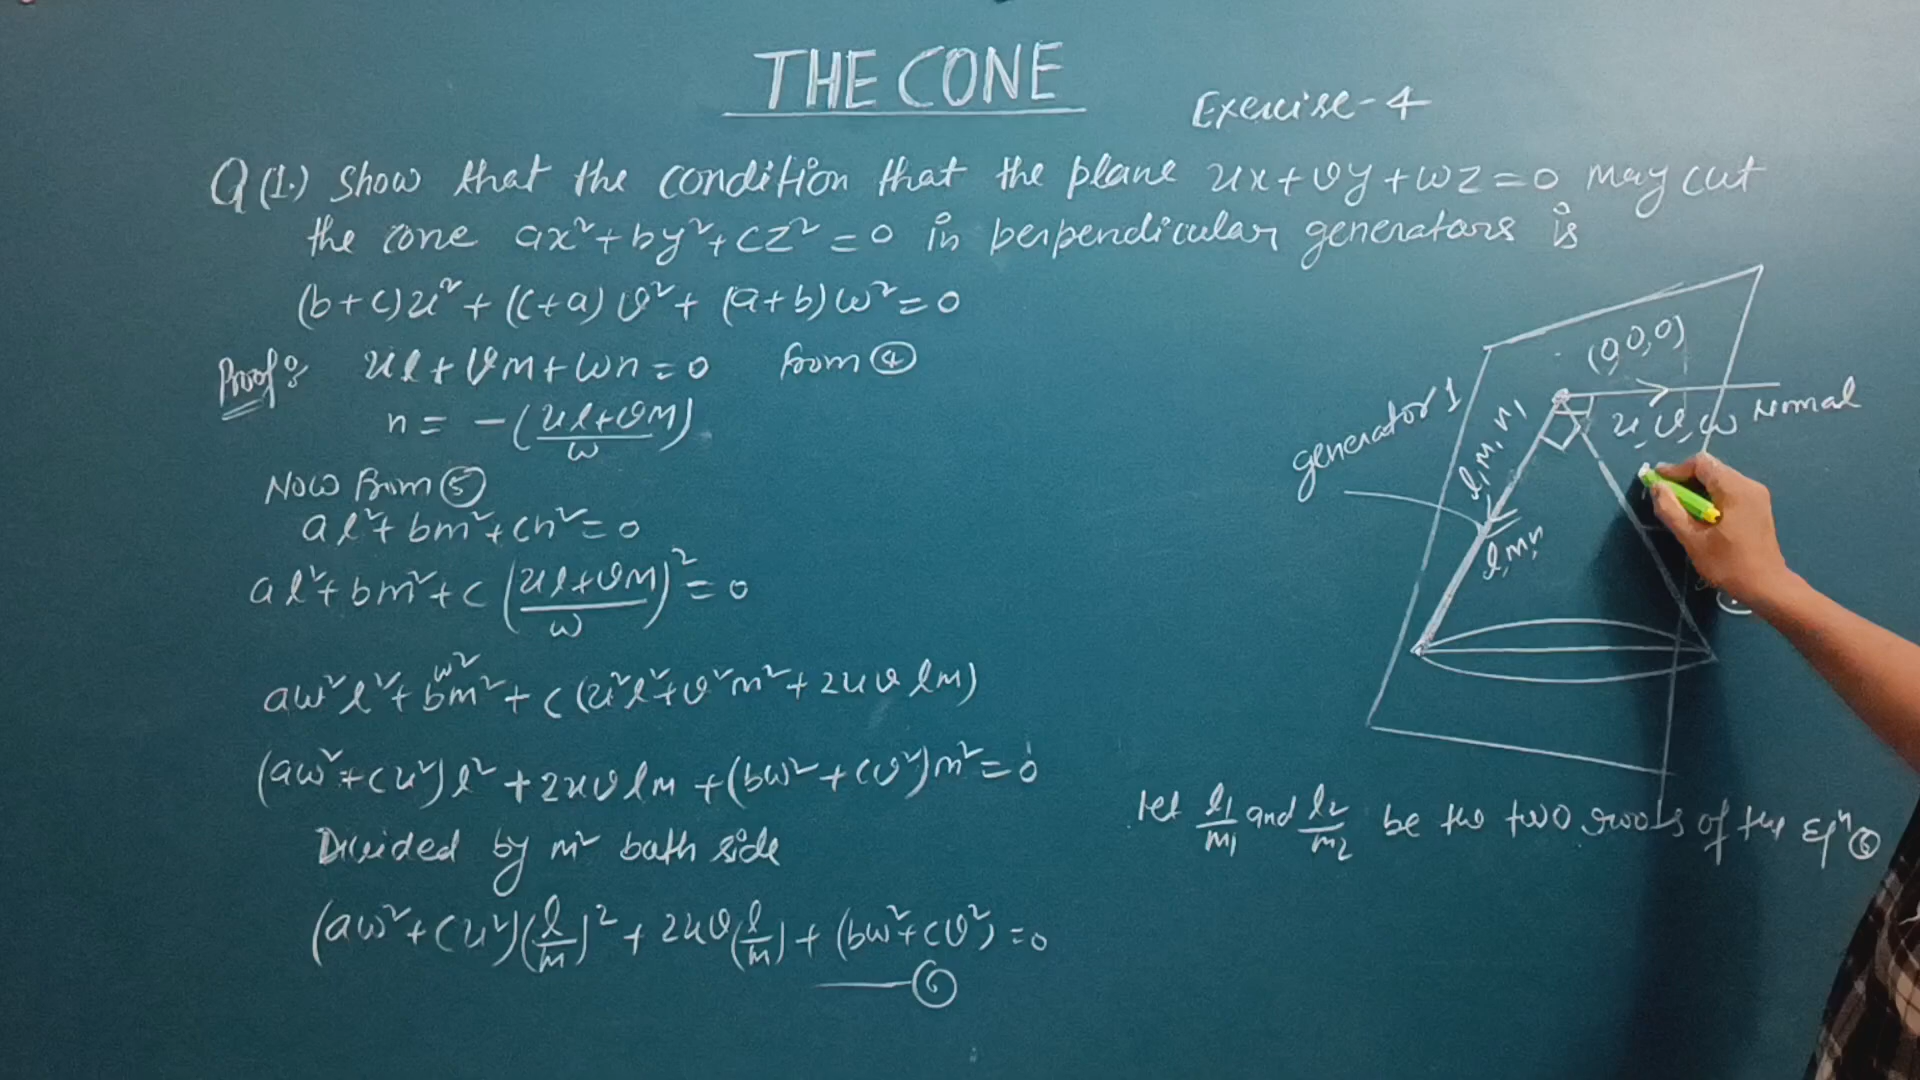 THE CONE
Exercise-4
Q(1.) Show that the condition that the plane ux+vy+wz=0 may cut
the cone ax²+by²+cz²=0 in perpendicular generators is
(b+c)u²+(c+a)v²+(a+b)w²=0
Proof: ul+vm+wn=0 from ④
n = -(ul+vm)/w
Now from ⑤
al²+bm²+cn²=0
al²+bm²+c((ul+vm)/w)²=0
aw²l²+bw²m²+c(u²l²+v²m²+2uvlm)
(aw²+cu²)l²+2uvlm+(bw²+cv²)m²=0
Divided by m² both side
(aw²+cu²)(l/m)²+2uv(l/m)+(bw²+cv²)=0
—⑥
(0,0,0)
u,v,w Normal
generator 1
l₁m₁n₁
l,m,n
let l₁/m₁ and l₂/m₂ be the two roots of the Eqⁿ⑥